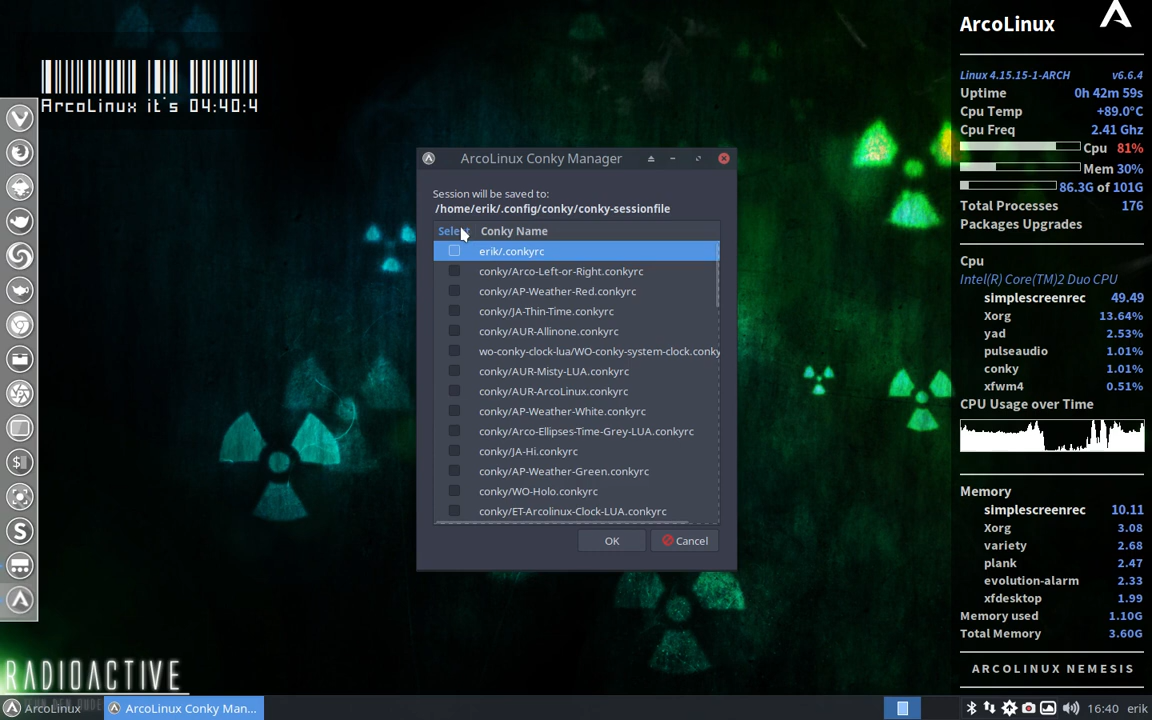 ArcoLinux it's 04:40:4
ArcoLinux Conky Manager
Session will be saved to:
/home/erik/.config/conky/conky-sessionfile
Select Conky Name
erik/.conkyrc
conky/Arco-Left-or-Right.conkyrc
conky/AP-Weather-Red.conkyrc
conky/JA-Thin-Time.conkyrc
conky/AUR-Allinone.conkyrc
wo-conky-clock-lua/WO-conky-system-clock.conky
conky/AUR-Misty-LUA.conkyrc
conky/AUR-ArcoLinux.conkyrc
conky/AP-Weather-White.conkyrc
conky/Arco-Ellipses-Time-Grey-LUA.conkyrc
conky/JA-Hi.conkyrc
conky/AP-Weather-Green.conkyrc
conky/WO-Holo.conkyrc
conky/ET-Arcolinux-Clock-LUA.conkyrc
OK Cancel
ArcoLinux
Linux 4.15.15-1-ARCH v6.6.4
Uptime 0h 42m 59s
Cpu Temp +89.0°C
Cpu Freq 2.41 Ghz
Cpu 81%
Mem 30%
86.3G of 101G
Total Processes 176
Packages Upgrades
Cpu
Intel(R) Core(TM)2 Duo CPU
simplescreenrec 49.49
Xorg 13.64%
yad 2.53%
pulseaudio 1.01%
conky 1.01%
xfwm4 0.51%
CPU Usage over Time
Memory
simplescreenrec 10.11
Xorg 3.08
variety 2.68
plank 2.47
evolution-alarm 2.33
xfdesktop 1.99
Memory used 1.10G
Total Memory 3.60G
ARCOLINUX NEMESIS
RADIOACTIVE
ArcoLinux ArcoLinux Conky Man... 16:40 erik